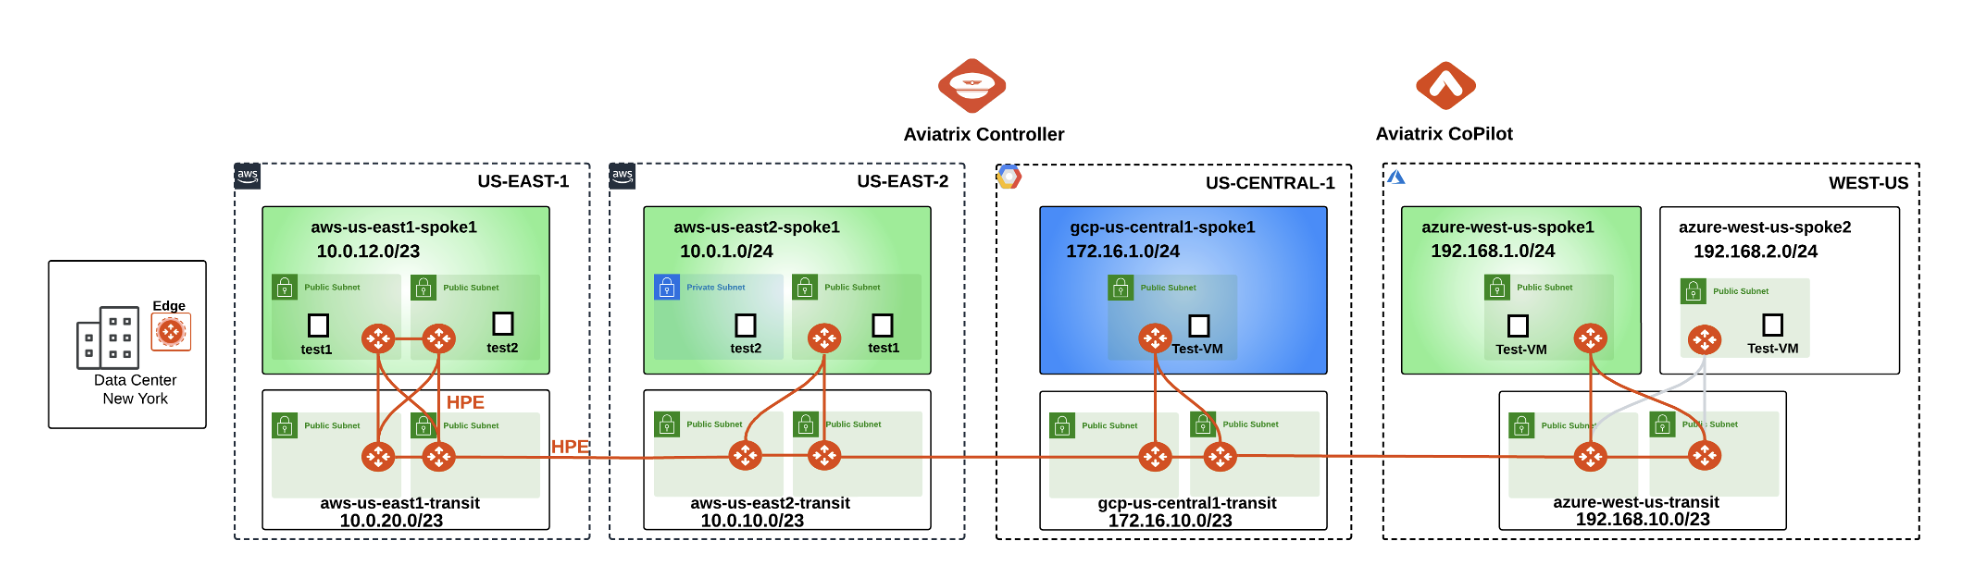 Aviatrix Controller
Aviatrix CoPilot
aws
US-EAST-1
aws
US-EAST-2
US-CENTRAL-1
WEST-US
Edge
Data Center
New York
aws-us-east1-spoke1
10.0.12.0/23
Public Subnet
Public Subnet
test1
test2
HPE
Public Subnet
Public Subnet
HPE
aws-us-east1-transit
10.0.20.0/23
aws-us-east2-spoke1
10.0.1.0/24
Private Subnet
Public Subnet
test2
test1
Public Subnet
Public Subnet
aws-us-east2-transit
10.0.10.0/23
gcp-us-central1-spoke1
172.16.1.0/24
Public Subnet
Test-VM
Public Subnet
Public Subnet
gcp-us-central1-transit
172.16.10.0/23
azure-west-us-spoke1
192.168.1.0/24
Public Subnet
Test-VM
azure-west-us-spoke2
192.168.2.0/24
Public Subnet
Test-VM
Public Subnet
Public Subnet
azure-west-us-transit
192.168.10.0/23